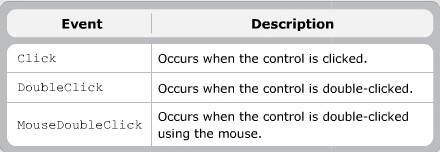 Event Description
Click Occurs when the control is clicked.
DoubleClick Occurs when the control is double-clicked.
MouseDoubleClick Occurs when the control is double-clicked
using the mouse.